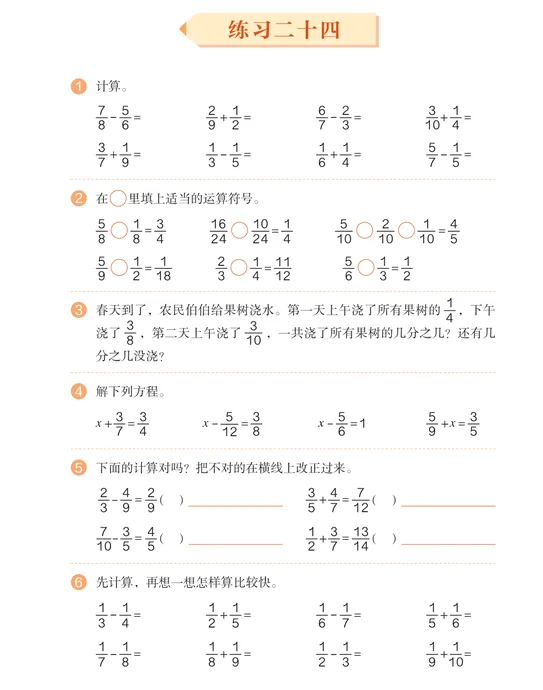 练习二十四
1 计算。
7/8-5/6= 2/9+1/2= 6/7-2/3= 3/10+1/4=
3/7+1/9= 1/3-1/5= 1/6+1/4= 5/7-1/5=
2 在○里填上适当的运算符号。
5/8○1/8=3/4 16/24○10/24=1/4 5/10○2/10○1/10=4/5
5/9○1/2=1/18 2/3○1/4=11/12 5/6○1/3=1/2
3 春天到了，农民伯伯给果树浇水。第一天上午浇了所有果树的1/4，下午
浇了3/8，第二天上午浇了3/10，一共浇了所有果树的几分之几？还有几
分之几没浇？
4 解下列方程。
x+3/7=3/4 x-5/12=3/8 x-5/6=1 5/9+x=3/5
5 下面的计算对吗？把不对的在横线上改正过来。
2/3-4/9=2/9( ) 3/5+4/7=7/12( )
7/10-3/5=4/5( ) 1/2+3/7=13/14( )
6 先计算，再想一想怎样算比较快。
1/3-1/4= 1/2+1/5= 1/6-1/7= 1/5+1/6=
1/7-1/8= 1/8+1/9= 1/2-1/3= 1/9+1/10=